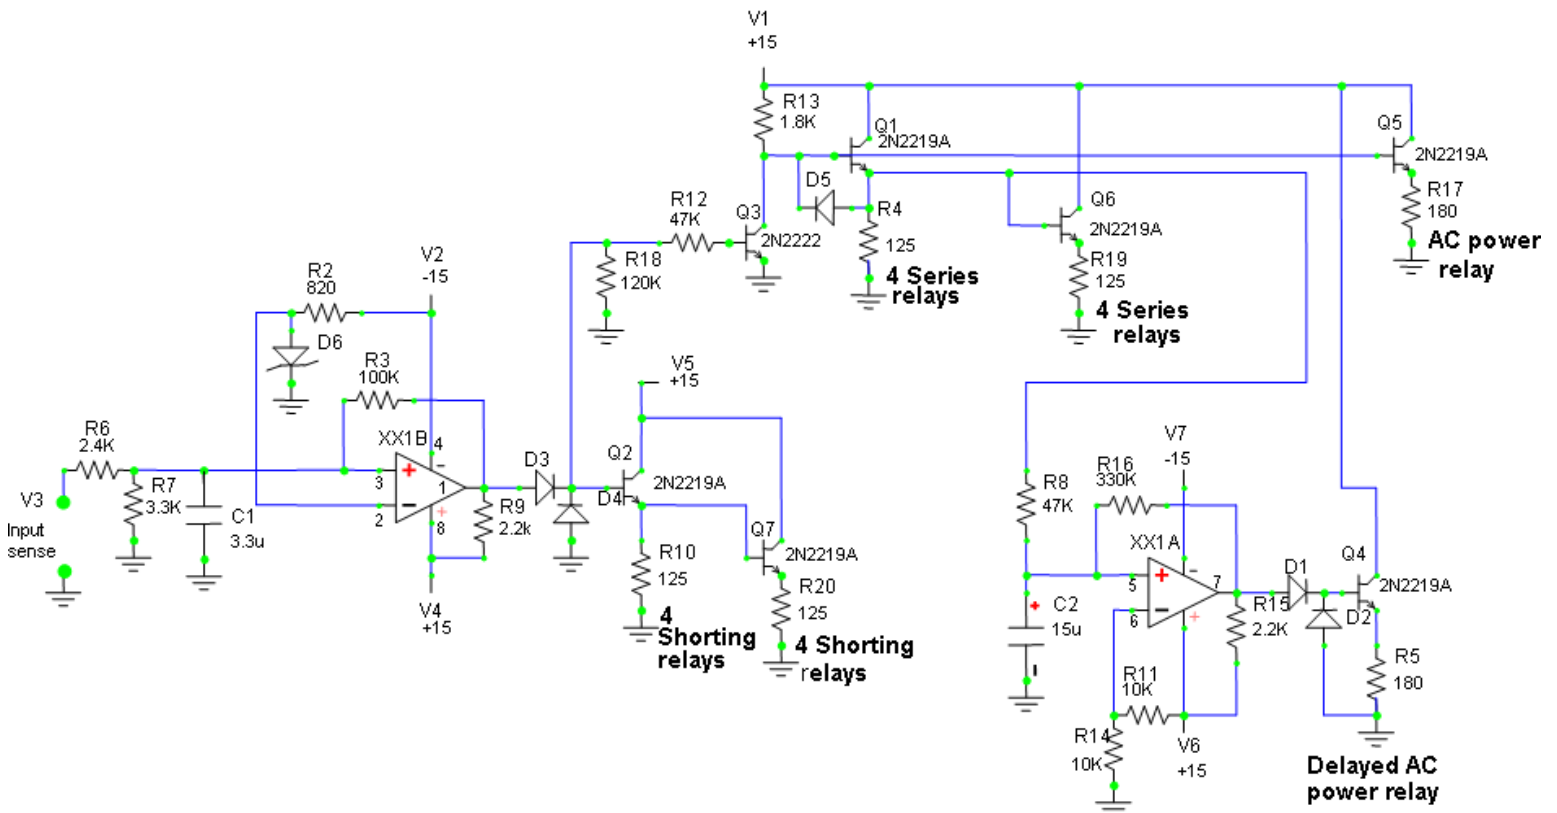 V1
+15
R13
1.8K
Q1
2N2219A
Q5
2N2219A
D5
R17
180
R12
47K
Q3
2N2222
R4
125
Q6
2N2219A
AC power
relay
R18
120K
4 Series
relays
R19
125
4 Series
relays
V2
-15
R2
820
D6
R3
100K
V5
+15
R6
2.4K
XX1B
4
-
+
3
1
-
2
+
8
D3
Q2
2N2219A
D4
V3
Input
sense
R7
3.3K
C1
3.3u
R9
2.2k
Q7
2N2219A
R10
125
R20
125
V4
+15
4
Shorting
relays
4 Shorting
relays
V7
-15
R8
47K
R16
330K
XX1A
-
+
5
7
-
6
+
D1
Q4
2N2219A
+
C2
15u
R15
2.2K
D2
R11
10K
R5
180
R14
10K
V6
+15
Delayed AC
power relay